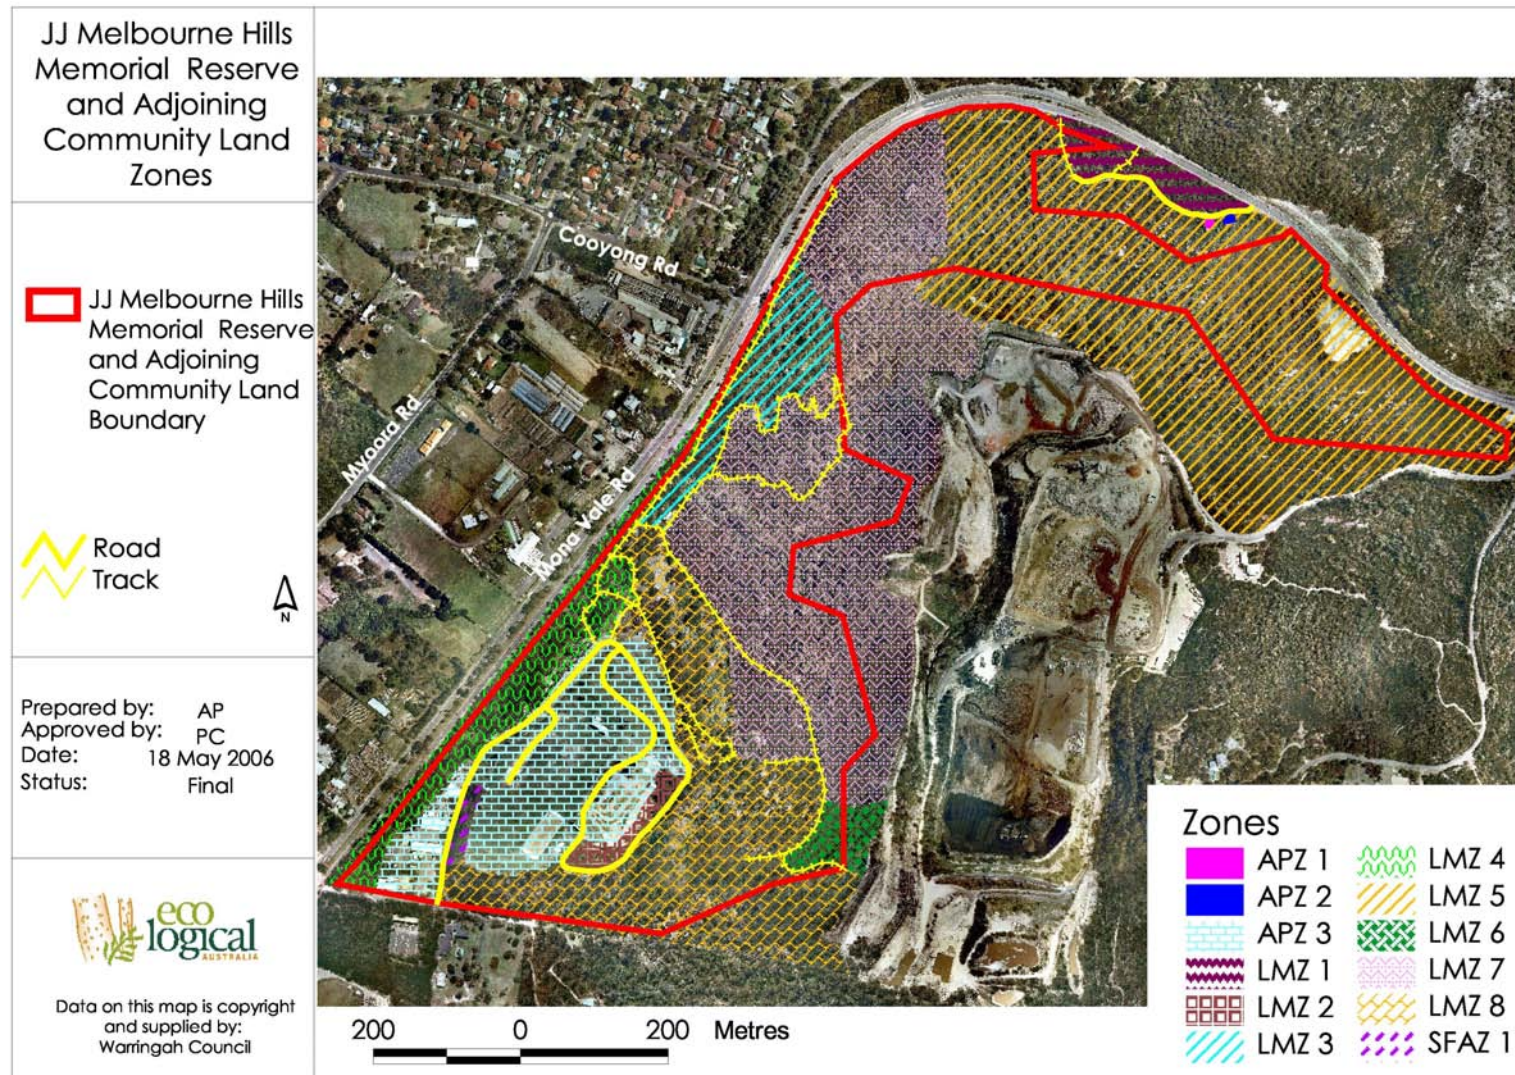 JJ Melbourne Hills
Memorial Reserve
and Adjoining
Community Land
Zones
JJ Melbourne Hills
Memorial Reserve
and Adjoining
Community Land
Boundary
Road
Track
N
Prepared by: AP
Approved by: PC
Date: 18 May 2006
Status: Final
eco
logical
AUSTRALIA
Data on this map is copyright
and supplied by:
Warringah Council
Cooyong Rd
Myoora Rd
Mona Vale Rd
200 0 200 Metres
Zones
APZ 1
APZ 2
APZ 3
LMZ 1
LMZ 2
LMZ 3
LMZ 4
LMZ 5
LMZ 6
LMZ 7
LMZ 8
SFAZ 1